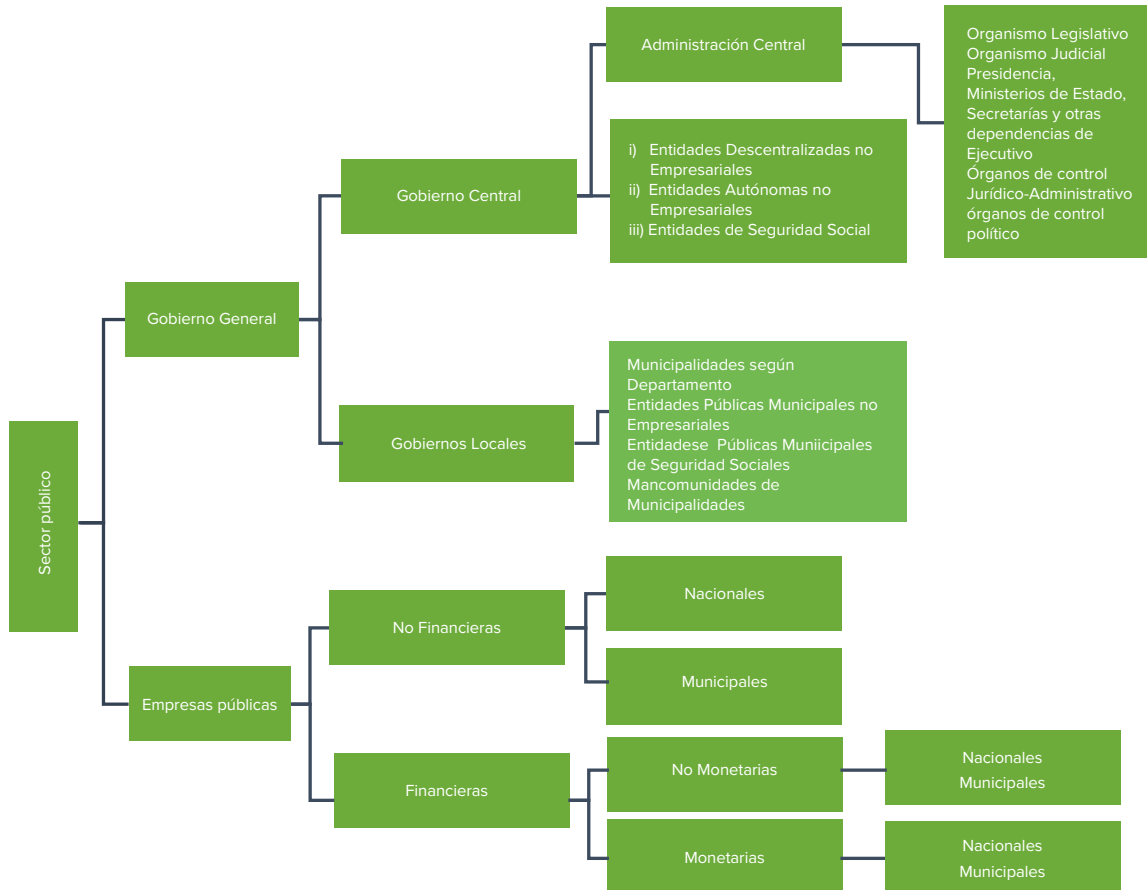 Sector público
Gobierno General
Gobierno Central
Administración Central
Organismo Legislativo
Organismo Judicial
Presidencia,
Ministerios de Estado,
Secretarías y otras
dependencias de
Ejecutivo
Órganos de control
Jurídico-Administrativo
órganos de control
político
i) Entidades Descentralizadas no
Empresariales
ii) Entidades Autónomas no
Empresariales
iii) Entidades de Seguridad Social
Gobiernos Locales
Municipalidades según
Departamento
Entidades Públicas Municipales no
Empresariales
Entidadese Públicas Muniicipales
de Seguridad Sociales
Mancomunidades de
Municipalidades
Empresas públicas
No Financieras
Nacionales
Municipales
Financieras
No Monetarias
Nacionales
Municipales
Monetarias
Nacionales
Municipales